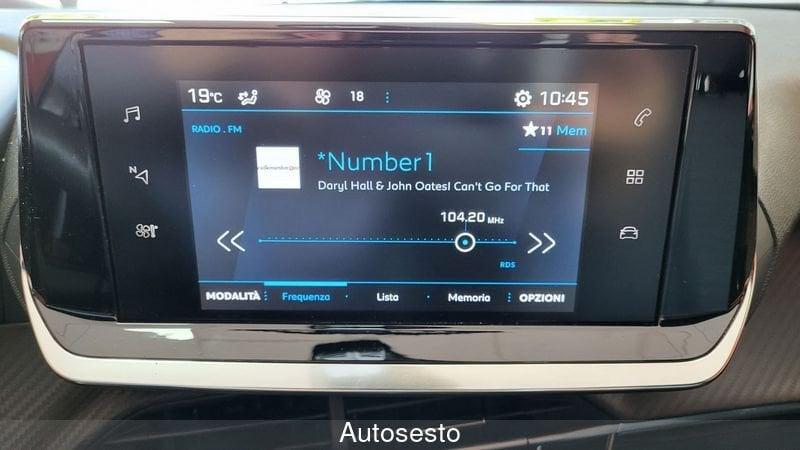 19°C 18 10:45
RADIO . FM
11 Mem
*Number1
Daryl Hall & John OatesI Can't Go For That
104.20 MHz
RDS
MODALITÀ Frequenza Lista Memoria OPZIONI
N
Autosesto